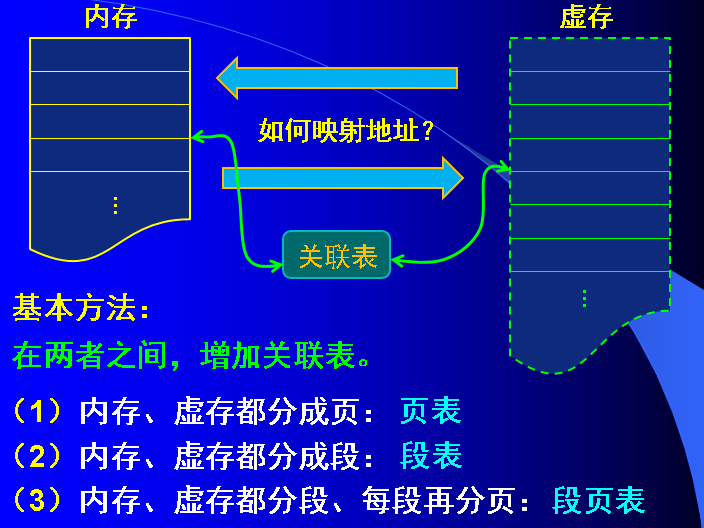 内存
虚存
如何映射地址？
⋮
关联表
⋮
基本方法：
在两者之间，增加关联表。
（1）内存、虚存都分成页：页表
（2）内存、虚存都分成段：段表
（3）内存、虚存都分段、每段再分页：段页表